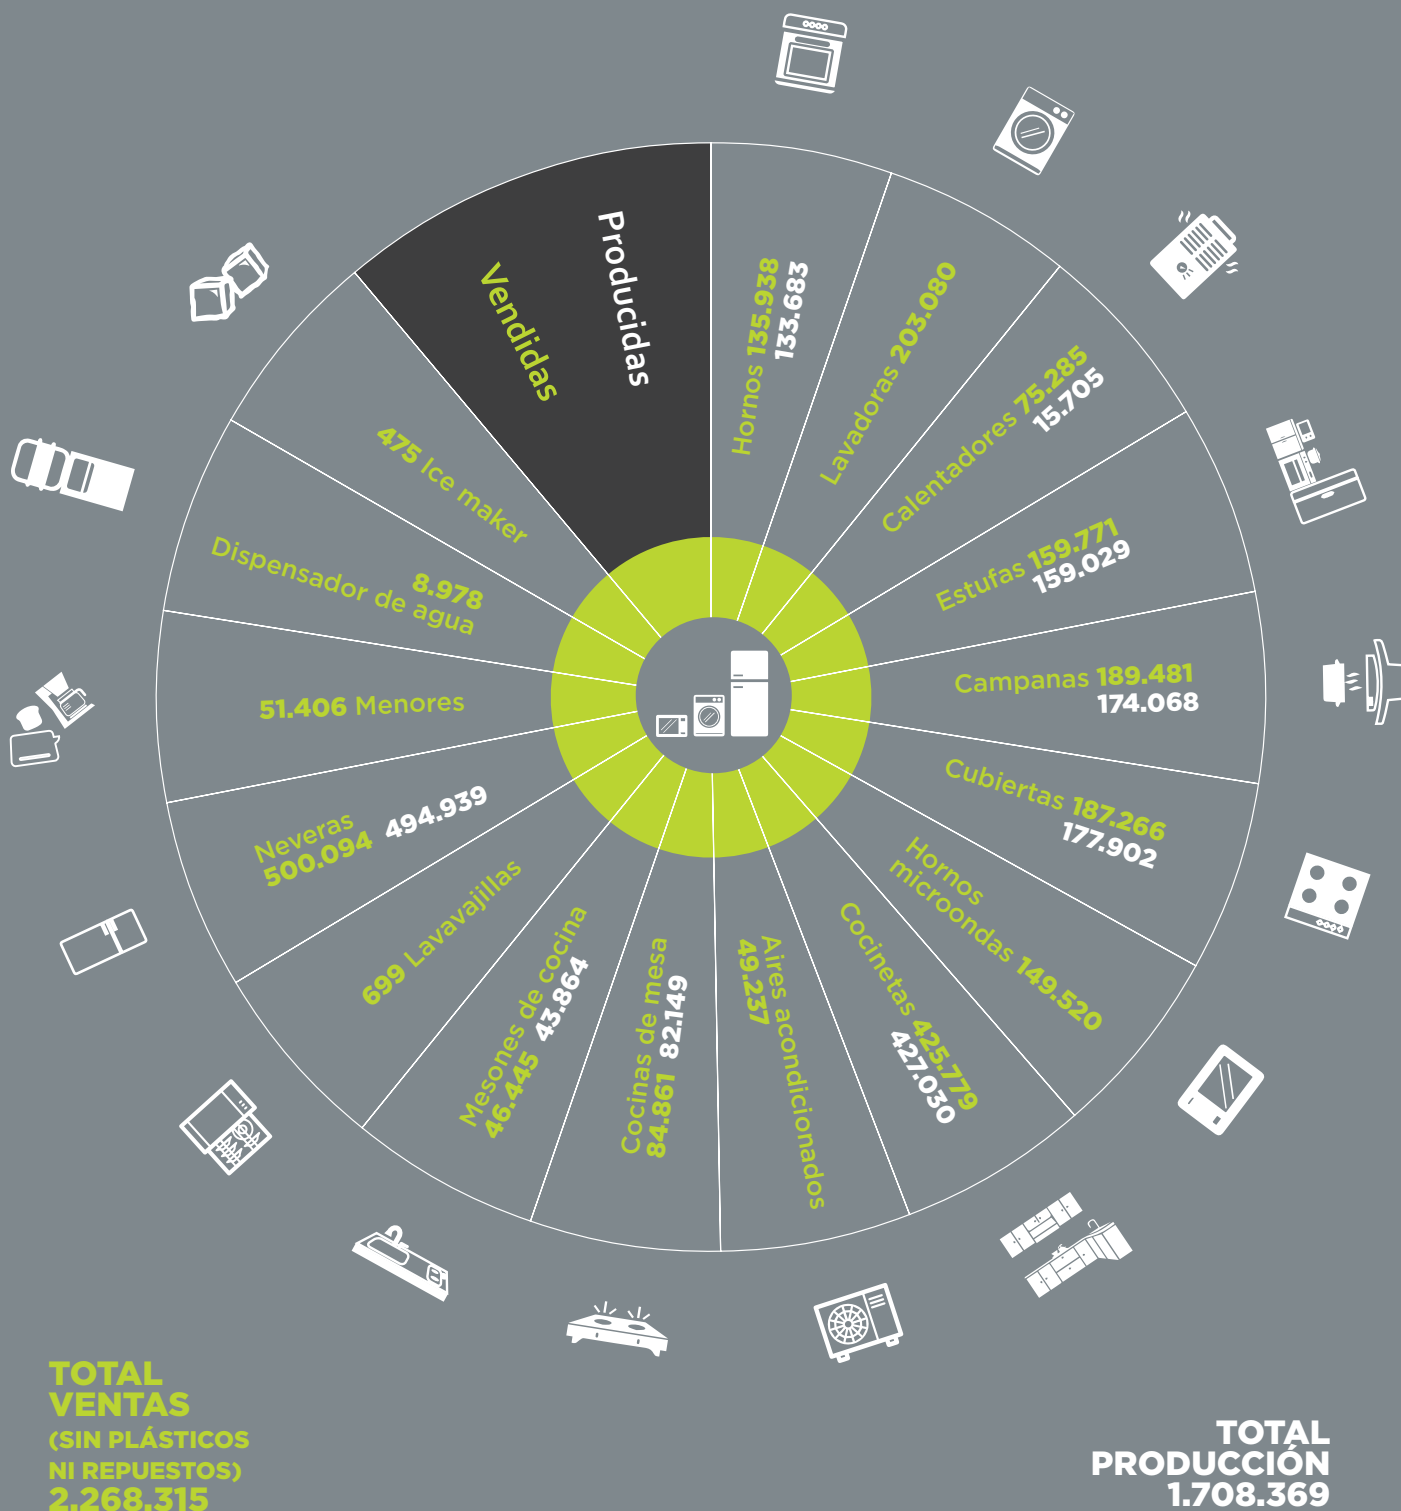 Vendidas
Producidas
Hornos 135.938
133.683
Lavadoras 203.080
Calentadores 75.285
15.705
Estufas 159.771
159.029
Campanas 189.481
174.068
Cubiertas 187.266
177.902
Hornos
microondas 149.520
Cocinetas 425.779
427.030
Aires acondicionados
49.237
Cocinas de mesa
84.861 82.149
Mesones de cocina
46.445 43.864
699 Lavavajillas
Neveras
500.094 494.939
51.406 Menores
8.978
Dispensador de agua
475 Ice maker
TOTAL
VENTAS
(SIN PLÁSTICOS
NI REPUESTOS)
2.268.315
TOTAL
PRODUCCIÓN
1.708.369